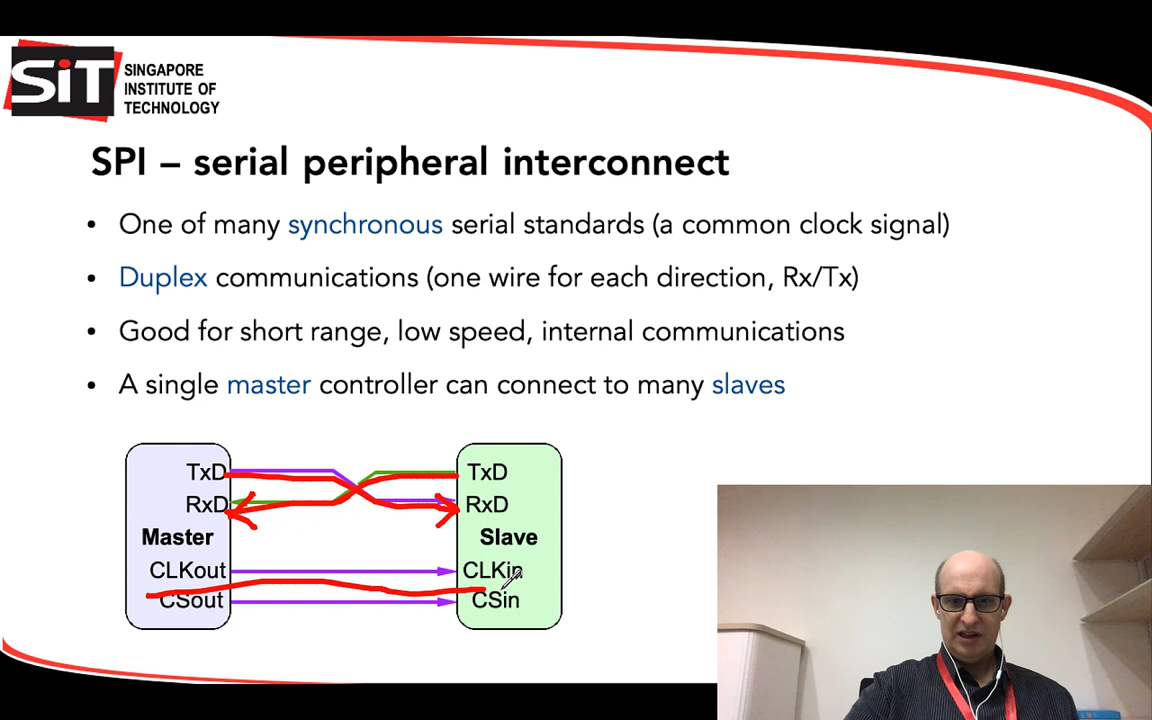 SiT
SINGAPORE
INSTITUTE OF
TECHNOLOGY
SPI – serial peripheral interconnect
• One of many synchronous serial standards (a common clock signal)
• Duplex communications (one wire for each direction, Rx/Tx)
• Good for short range, low speed, internal communications
• A single master controller can connect to many slaves
TxD TxD
RxD RxD
Master Slave
CLKout CLKin
CSout CSin